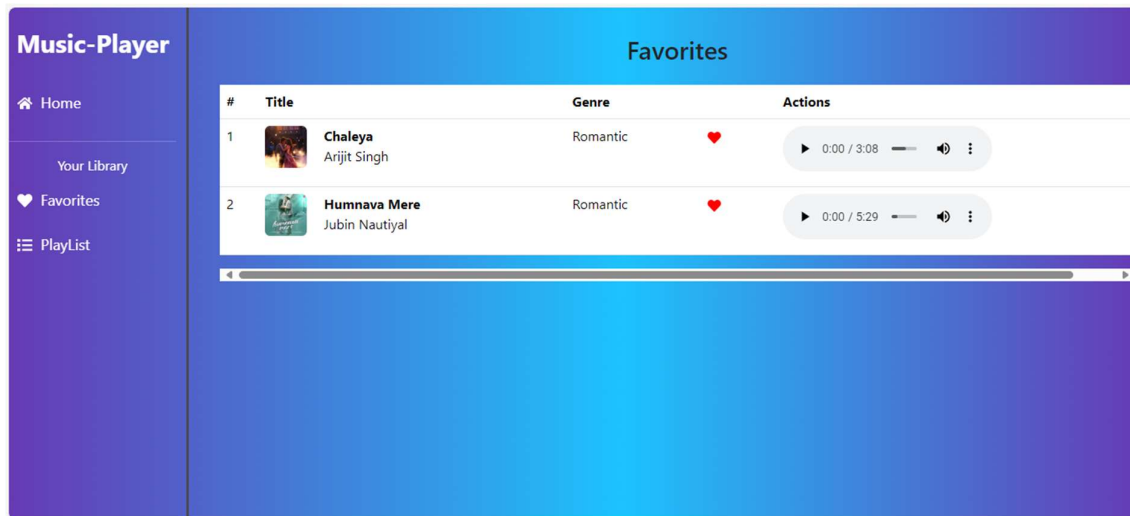 Music-Player
Home
Your Library
Favorites
PlayList
Favorites
# Title Genre Actions
1 Chaleya Romantic 0:00 / 3:08
Arijit Singh
2 Humnava Mere Romantic 0:00 / 5:29
Jubin Nautiyal